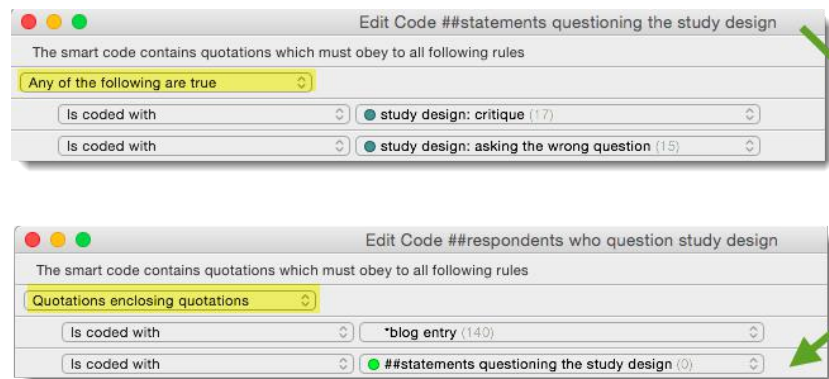 Edit Code ##statements questioning the study design
The smart code contains quotations which must obey to all following rules
Any of the following are true
Is coded with study design: critique (17)
Is coded with study design: asking the wrong question (15)
Edit Code ##respondents who question study design
The smart code contains quotations which must obey to all following rules
Quotations enclosing quotations
Is coded with *blog entry (140)
Is coded with ##statements questioning the study design (0)